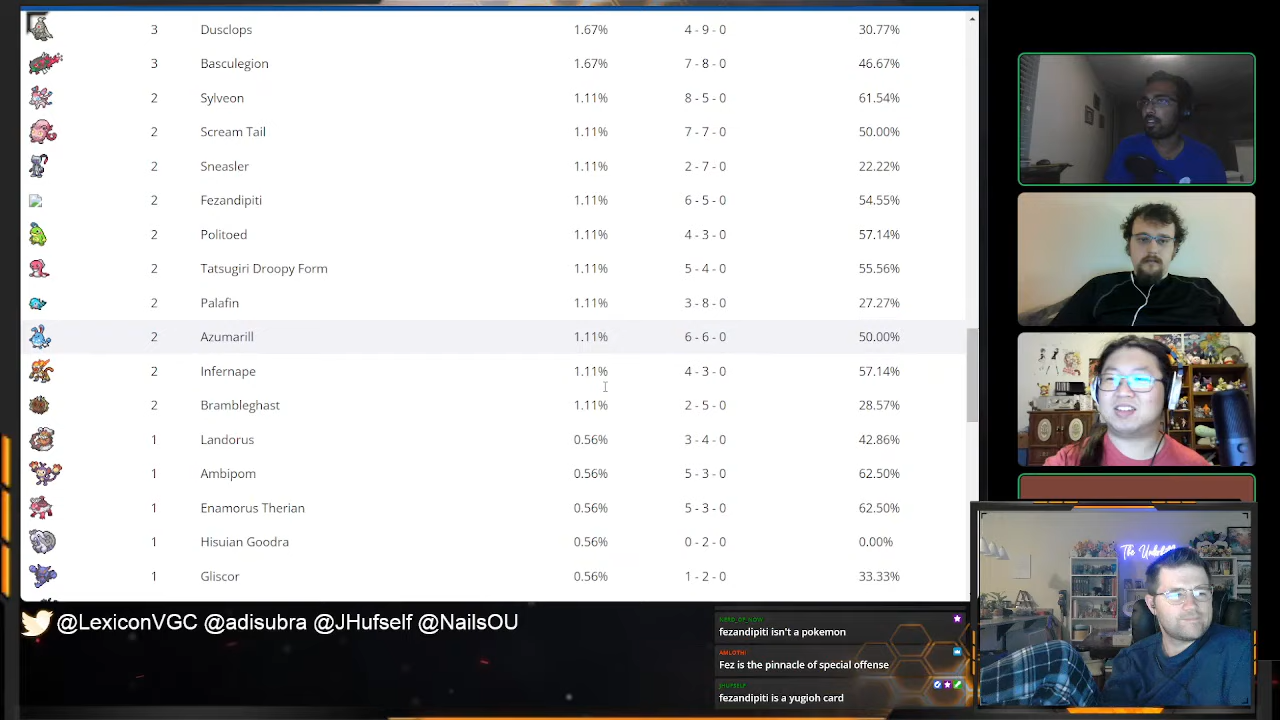 3 Dusclops 1.67% 4 - 9 - 0 30.77%
3 Basculegion 1.67% 7 - 8 - 0 46.67%
2 Sylveon 1.11% 8 - 5 - 0 61.54%
2 Scream Tail 1.11% 7 - 7 - 0 50.00%
2 Sneasler 1.11% 2 - 7 - 0 22.22%
2 Fezandipiti 1.11% 6 - 5 - 0 54.55%
2 Politoed 1.11% 4 - 3 - 0 57.14%
2 Tatsugiri Droopy Form 1.11% 5 - 4 - 0 55.56%
2 Palafin 1.11% 3 - 8 - 0 27.27%
2 Azumarill 1.11% 6 - 6 - 0 50.00%
2 Infernape 1.11% 4 - 3 - 0 57.14%
2 Brambleghast 1.11% 2 - 5 - 0 28.57%
1 Landorus 0.56% 3 - 4 - 0 42.86%
1 Ambipom 0.56% 5 - 3 - 0 62.50%
1 Enamorus Therian 0.56% 5 - 3 - 0 62.50%
1 Hisuian Goodra 0.56% 0 - 2 - 0 0.00%
1 Gliscor 0.56% 1 - 2 - 0 33.33%
@LexiconVGC @adisubra @JHufself @NailsOU
fezandipiti isn't a pokemon
AMLOTHI
Fez is the pinnacle of special offense
JHUFSELF
fezandipiti is a yugioh card
The